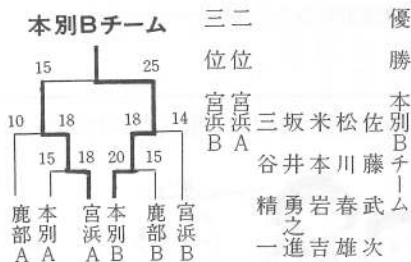 優勝 本別Bチーム
佐藤武次
松川春雄
米本岩吉
坂井勇之進
三谷精一
二位 宮浜A
三位 宮浜B
本別Bチーム
15 25
10 18 18 14
15 18 20 15
鹿部A
本別A
宮浜A
本別B
鹿部B
宮浜B